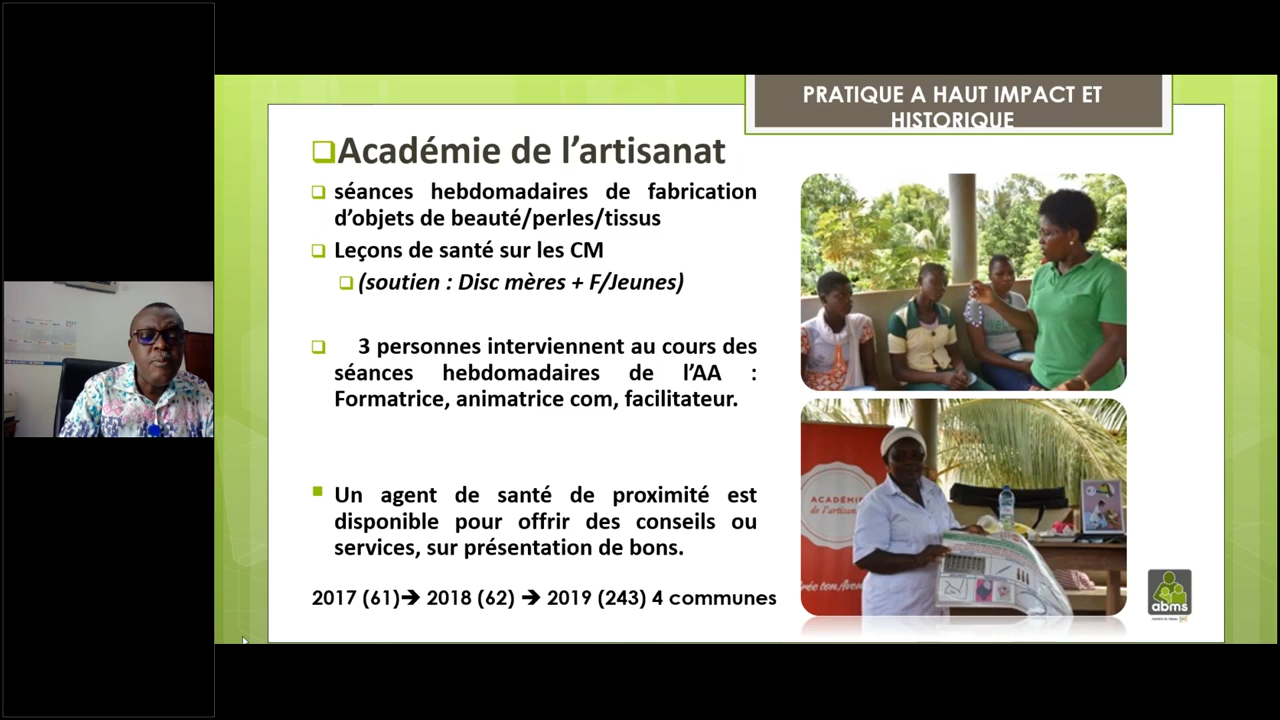 PRATIQUE A HAUT IMPACT ET
HISTORIQUE
Académie de l’artisanat
séances hebdomadaires de fabrication
d’objets de beauté/perles/tissus
Leçons de santé sur les CM
(soutien : Disc mères + F/Jeunes)
3 personnes interviennent au cours des
séances hebdomadaires de l’AA :
Formatrice, animatrice com, facilitateur.
Un agent de santé de proximité est
disponible pour offrir des conseils ou
services, sur présentation de bons.
2017 (61)➔ 2018 (62) ➔ 2019 (243) 4 communes
ACADÉMIE
de l'artisan
abms